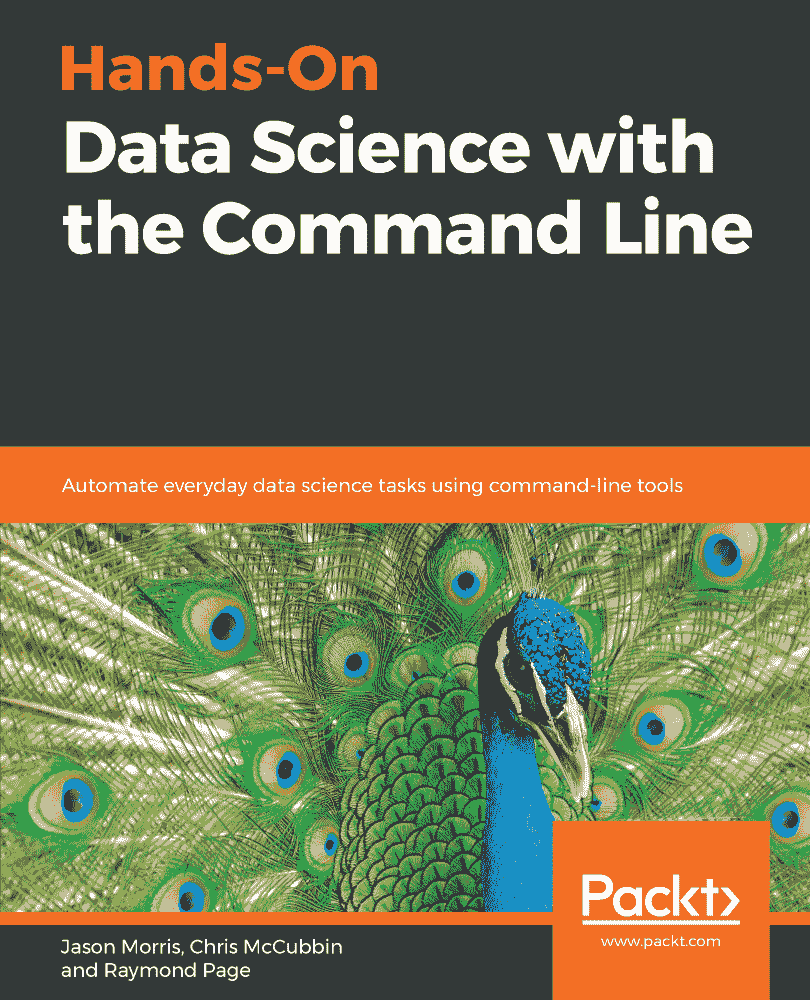 Hands-On
Data Science with
the Command Line
Automate everyday data science tasks using command-line tools
Packt>
www.packt.com
Jason Morris, Chris McCubbin
and Raymond Page